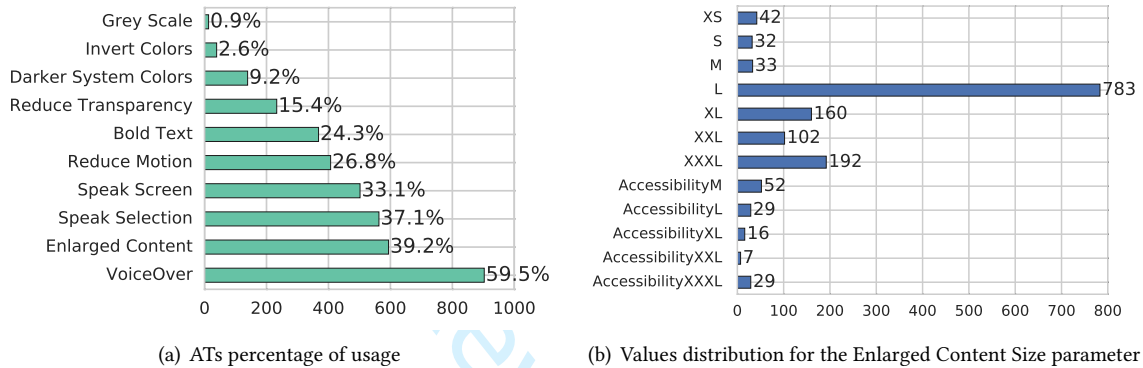 Grey Scale 0.9%
Invert Colors 2.6%
Darker System Colors 9.2%
Reduce Transparency 15.4%
Bold Text 24.3%
Reduce Motion 26.8%
Speak Screen 33.1%
Speak Selection 37.1%
Enlarged Content 39.2%
VoiceOver 59.5%
0 200 400 600 800 1000
(a) ATs percentage of usage
XS 42
S 32
M 33
L 783
XL 160
XXL 102
XXXL 192
AccessibilityM 52
AccessibilityL 29
AccessibilityXL 16
AccessibilityXXL 7
AccessibilityXXXL 29
0 100 200 300 400 500 600 700 800
(b) Values distribution for the Enlarged Content Size parameter